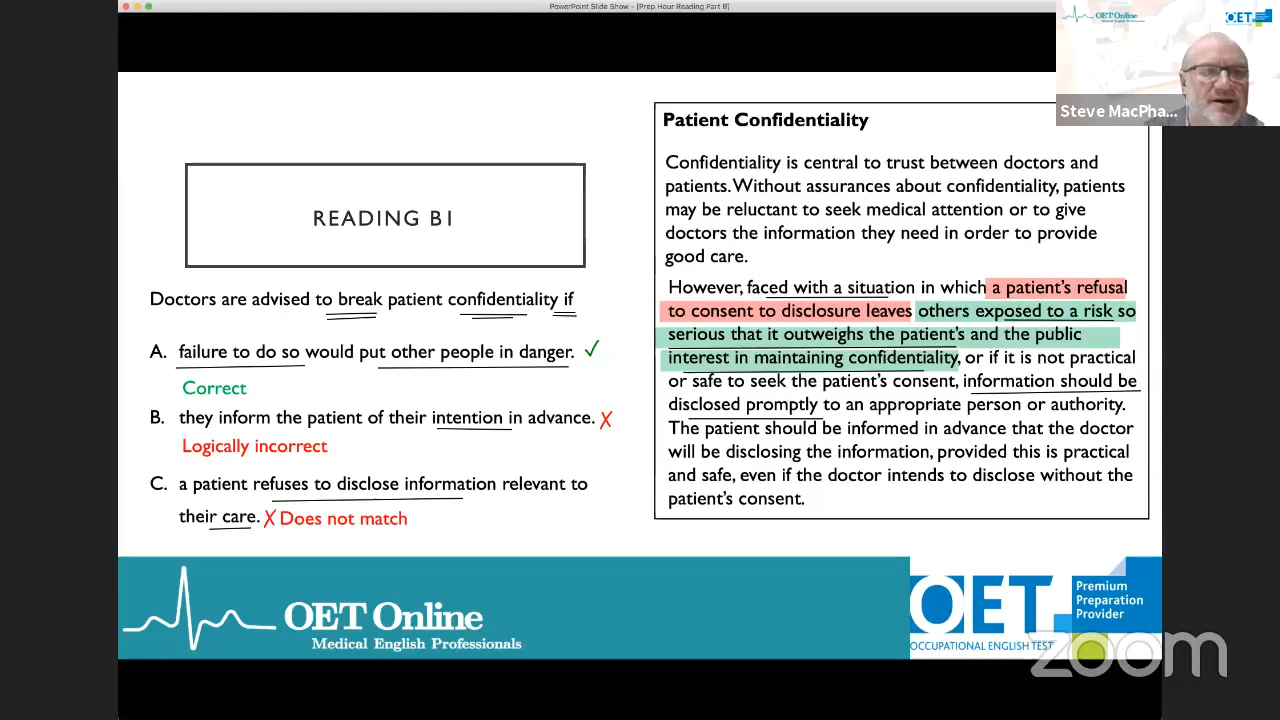 PowerPoint Slide Show - [Prep Hour Reading Part B]
OET Online
Medical English Professionals
OET
Steve MacPha...
READING B1
Doctors are advised to break patient confidentiality if
A. failure to do so would put other people in danger. ✓
Correct
B. they inform the patient of their intention in advance. ✗
Logically incorrect
C. a patient refuses to disclose information relevant to
their care. ✗ Does not match
Patient Confidentiality
Confidentiality is central to trust between doctors and
patients. Without assurances about confidentiality, patients
may be reluctant to seek medical attention or to give
doctors the information they need in order to provide
good care.
However, faced with a situation in which a patient's refusal
to consent to disclosure leaves others exposed to a risk so
serious that it outweighs the patient's and the public
interest in maintaining confidentiality, or if it is not practical
or safe to seek the patient's consent, information should be
disclosed promptly to an appropriate person or authority.
The patient should be informed in advance that the doctor
will be disclosing the information, provided this is practical
and safe, even if the doctor intends to disclose without the
patient's consent.
OET Online
Medical English Professionals
OET
OCCUPATIONAL ENGLISH TEST
Premium
Preparation
Provider
zoom